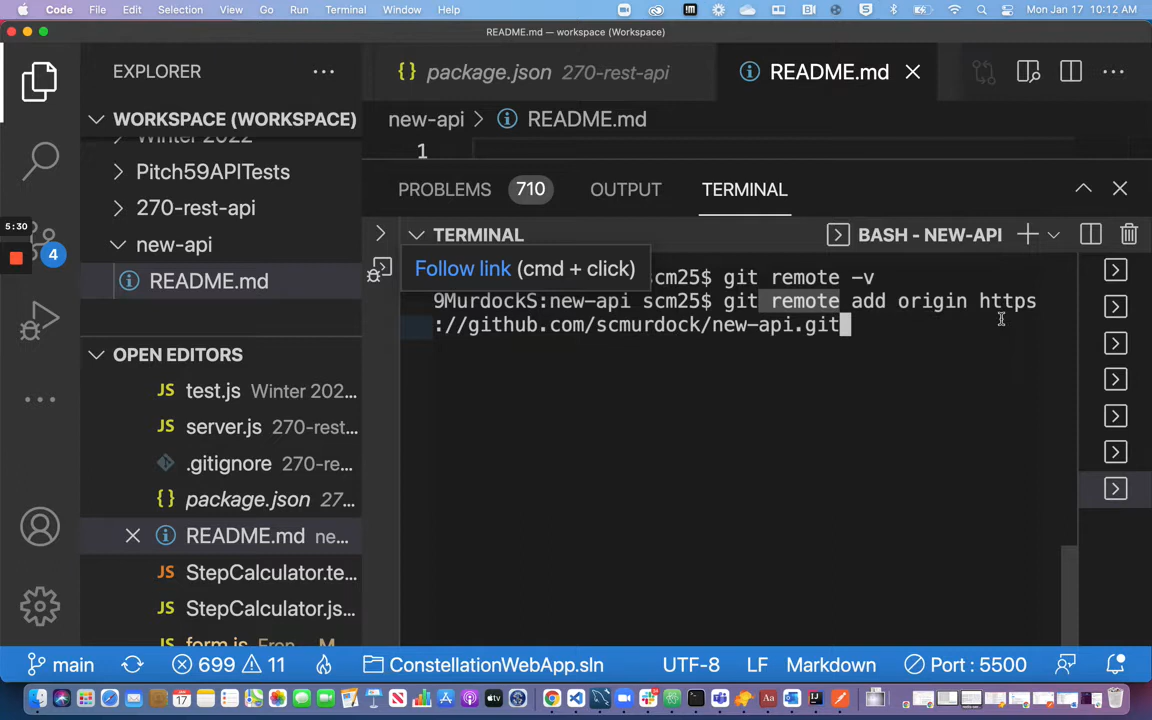 Code File Edit Selection View Go Run Terminal Window Help Mon Jan 17 10:12 AM
README.md — workspace (Workspace)
EXPLORER
package.json 270-rest-api
README.md
WORKSPACE (WORKSPACE)
Winter 2022
new-api > README.md
1
Pitch59APITests
PROBLEMS 710 OUTPUT TERMINAL
270-rest-api
5:30
new-api
4
TERMINAL
BASH - NEW-API
README.md
Follow link (cmd + click)
scm25$ git remote -v
9MurdockS:new-api scm25$ git remote add origin https
://github.com/scmurdock/new-api.git
OPEN EDITORS
JS test.js Winter 202...
JS server.js 270-rest...
.gitignore 270-re...
package.json 27...
README.md ne...
JS StepCalculator.te...
JS StepCalculator.js...
JS form.js Fron... M
main 699 11 ConstellationWebApp.sln UTF-8 LF Markdown Port : 5500